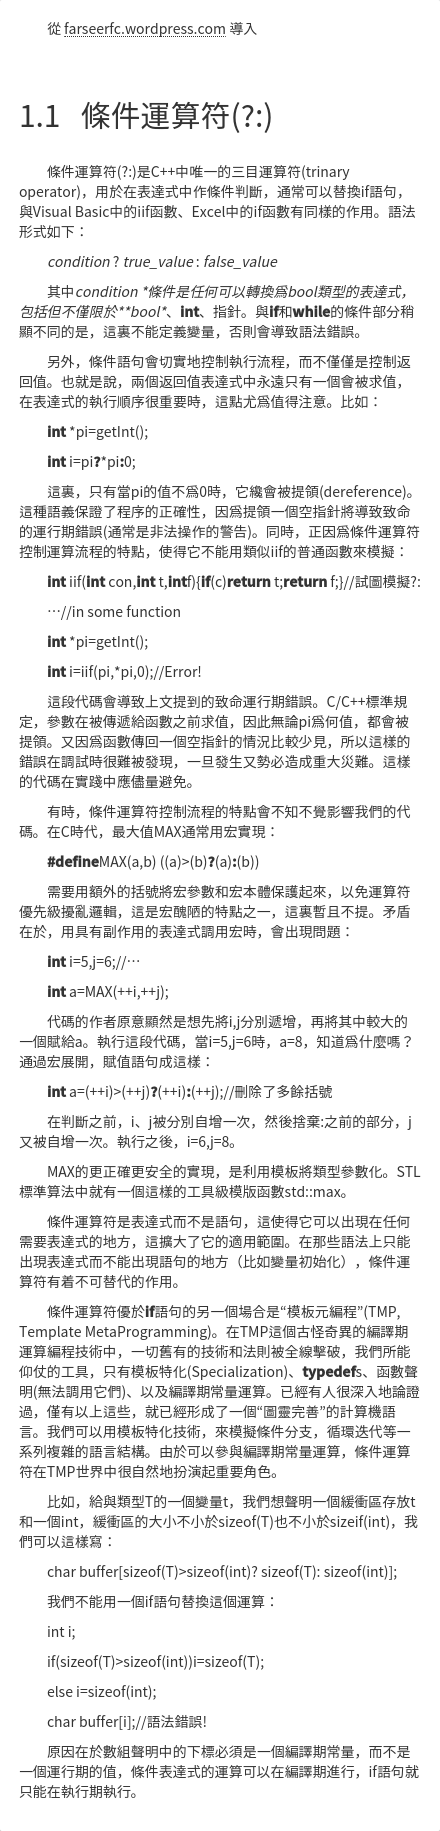 從 farseerfc.wordpress.com 導入
1.1 條件運算符(?:)
條件運算符(?:)是C++中唯一的三目運算符(trinary
operator)，用於在表達式中作條件判斷，通常可以替換if語句，
與Visual Basic中的iif函數、Excel中的if函數有同樣的作用。語法
形式如下：
condition ? true_value : false_value
其中condition *條件是任何可以轉換爲bool類型的表達式，
包括但不僅限於**bool*、int、指針。與if和while的條件部分稍
顯不同的是，這裏不能定義變量，否則會導致語法錯誤。
另外，條件語句會切實地控制執行流程，而不僅僅是控制返
回值。也就是說，兩個返回值表達式中永遠只有一個會被求值，
在表達式的執行順序很重要時，這點尤爲值得注意。比如：
int *pi=getInt();
int i=pi?*pi:0;
這裏，只有當pi的值不爲0時，它纔會被提領(dereference)。
這種語義保證了程序的正確性，因爲提領一個空指針將導致致命
的運行期錯誤(通常是非法操作的警告)。同時，正因爲條件運算符
控制運算流程的特點，使得它不能用類似iif的普通函數來模擬：
int iif(int con,int t,intf){if(c)return t;return f;}//試圖模擬?:
…//in some function
int *pi=getInt();
int i=iif(pi,*pi,0);//Error!
這段代碼會導致上文提到的致命運行期錯誤。C/C++標準規
定，參數在被傳遞給函數之前求值，因此無論pi爲何值，都會被
提領。又因爲函數傳回一個空指針的情況比較少見，所以這樣的
錯誤在調試時很難被發現，一旦發生又勢必造成重大災難。這樣
的代碼在實踐中應儘量避免。
有時，條件運算符控制流程的特點會不知不覺影響我們的代
碼。在C時代，最大值MAX通常用宏實現：
#defineMAX(a,b) ((a)>(b)?(a):(b))
需要用額外的括號將宏參數和宏本體保護起來，以免運算符
優先級擾亂邏輯，這是宏醜陋的特點之一，這裏暫且不提。矛盾
在於，用具有副作用的表達式調用宏時，會出現問題：
int i=5,j=6;//…
int a=MAX(++i,++j);
代碼的作者原意顯然是想先將i,j分別遞增，再將其中較大的
一個賦給a。執行這段代碼，當i=5,j=6時，a=8，知道爲什麼嗎？
通過宏展開，賦值語句成這樣：
int a=(++i)>(++j)?(++i):(++j);//刪除了多餘括號
在判斷之前，i、j被分別自增一次，然後捨棄:之前的部分，j
又被自增一次。執行之後，i=6,j=8。
MAX的更正確更安全的實現，是利用模板將類型參數化。STL
標準算法中就有一個這樣的工具級模版函數std::max。
條件運算符是表達式而不是語句，這使得它可以出現在任何
需要表達式的地方，這擴大了它的適用範圍。在那些語法上只能
出現表達式而不能出現語句的地方（比如變量初始化），條件運
算符有着不可替代的作用。
條件運算符優於if語句的另一個場合是“模板元編程”(TMP,
Template MetaProgramming)。在TMP這個古怪奇異的編譯期
運算編程技術中，一切舊有的技術和法則被全線擊破，我們所能
仰仗的工具，只有模板特化(Specialization)、typedefs、函數聲
明(無法調用它們)、以及編譯期常量運算。已經有人很深入地論證
過，僅有以上這些，就已經形成了一個“圖靈完善”的計算機語
言。我們可以用模板特化技術，來模擬條件分支，循環迭代等一
系列複雜的語言結構。由於可以參與編譯期常量運算，條件運算
符在TMP世界中很自然地扮演起重要角色。
比如，給與類型T的一個變量t，我們想聲明一個緩衝區存放t
和一個int，緩衝區的大小不小於sizeof(T)也不小於sizeif(int)，我
們可以這樣寫：
char buffer[sizeof(T)>sizeof(int)? sizeof(T): sizeof(int)];
我們不能用一個if語句替換這個運算：
int i;
if(sizeof(T)>sizeof(int))i=sizeof(T);
else i=sizeof(int);
char buffer[i];//語法錯誤!
原因在於數組聲明中的下標必須是一個編譯期常量，而不是
一個運行期的值，條件表達式的運算可以在編譯期進行，if語句就
只能在執行期執行。